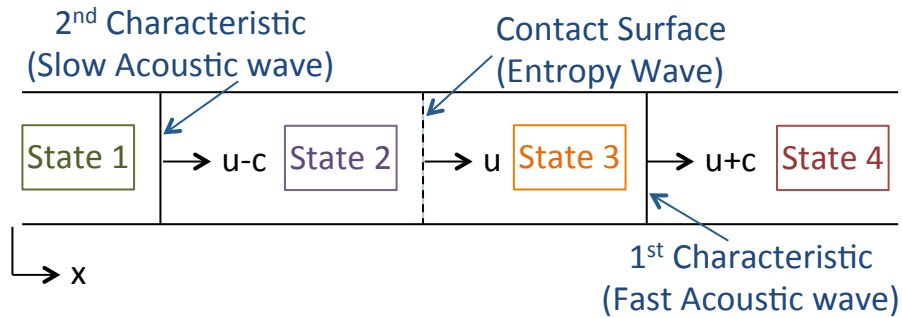 2nd Characteristic
(Slow Acoustic wave)
Contact Surface
(Entropy Wave)
State 1
u-c
State 2
u
State 3
u+c
State 4
x
1st Characteristic
(Fast Acoustic wave)